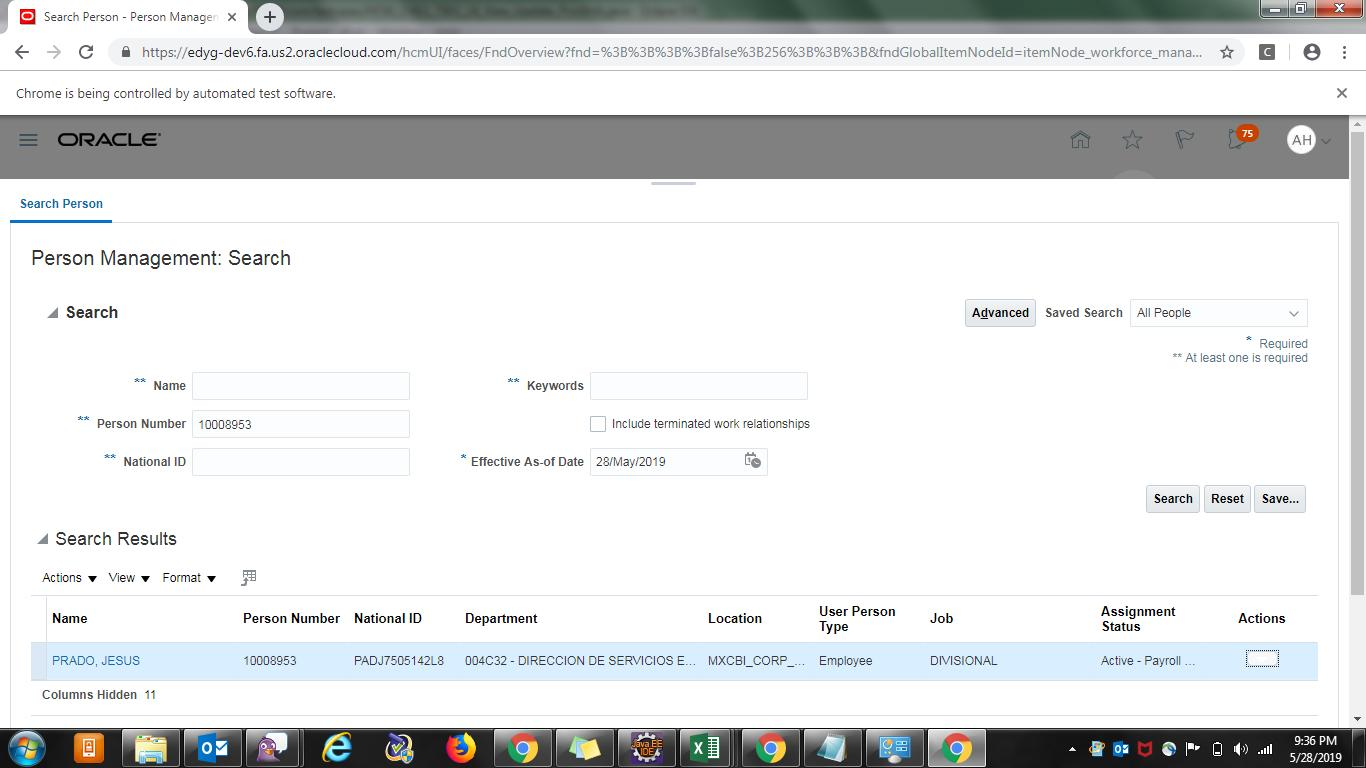 Search Person - Person Managem
https://edyg-dev6.fa.us2.oraclecloud.com/hcmUI/faces/FndOverview?fnd=%3B%3B%3B%3Bfalse%3B256%3B%3B%3B&fndGlobalItemNodeId=itemNode_workforce_mana...
C
Chrome is being controlled by automated test software.
ORACLE
75
AH
Search Person
Person Management: Search
Search
Advanced
Saved Search
All People
* Required
** At least one is required
** Name
** Keywords
** Person Number
10008953
Include terminated work relationships
** National ID
* Effective As-of Date
28/May/2019
Search
Reset
Save...
Search Results
Actions
View
Format
Name
Person Number
National ID
Department
Location
User Person Type
Job
Assignment Status
Actions
PRADO, JESUS
10008953
PADJ7505142L8
004C32 - DIRECCION DE SERVICIOS E...
MXCBI_CORP_...
Employee
DIVISIONAL
Active - Payroll ...
Columns Hidden 11
Java EE
IDE
9:36 PM
5/28/2019